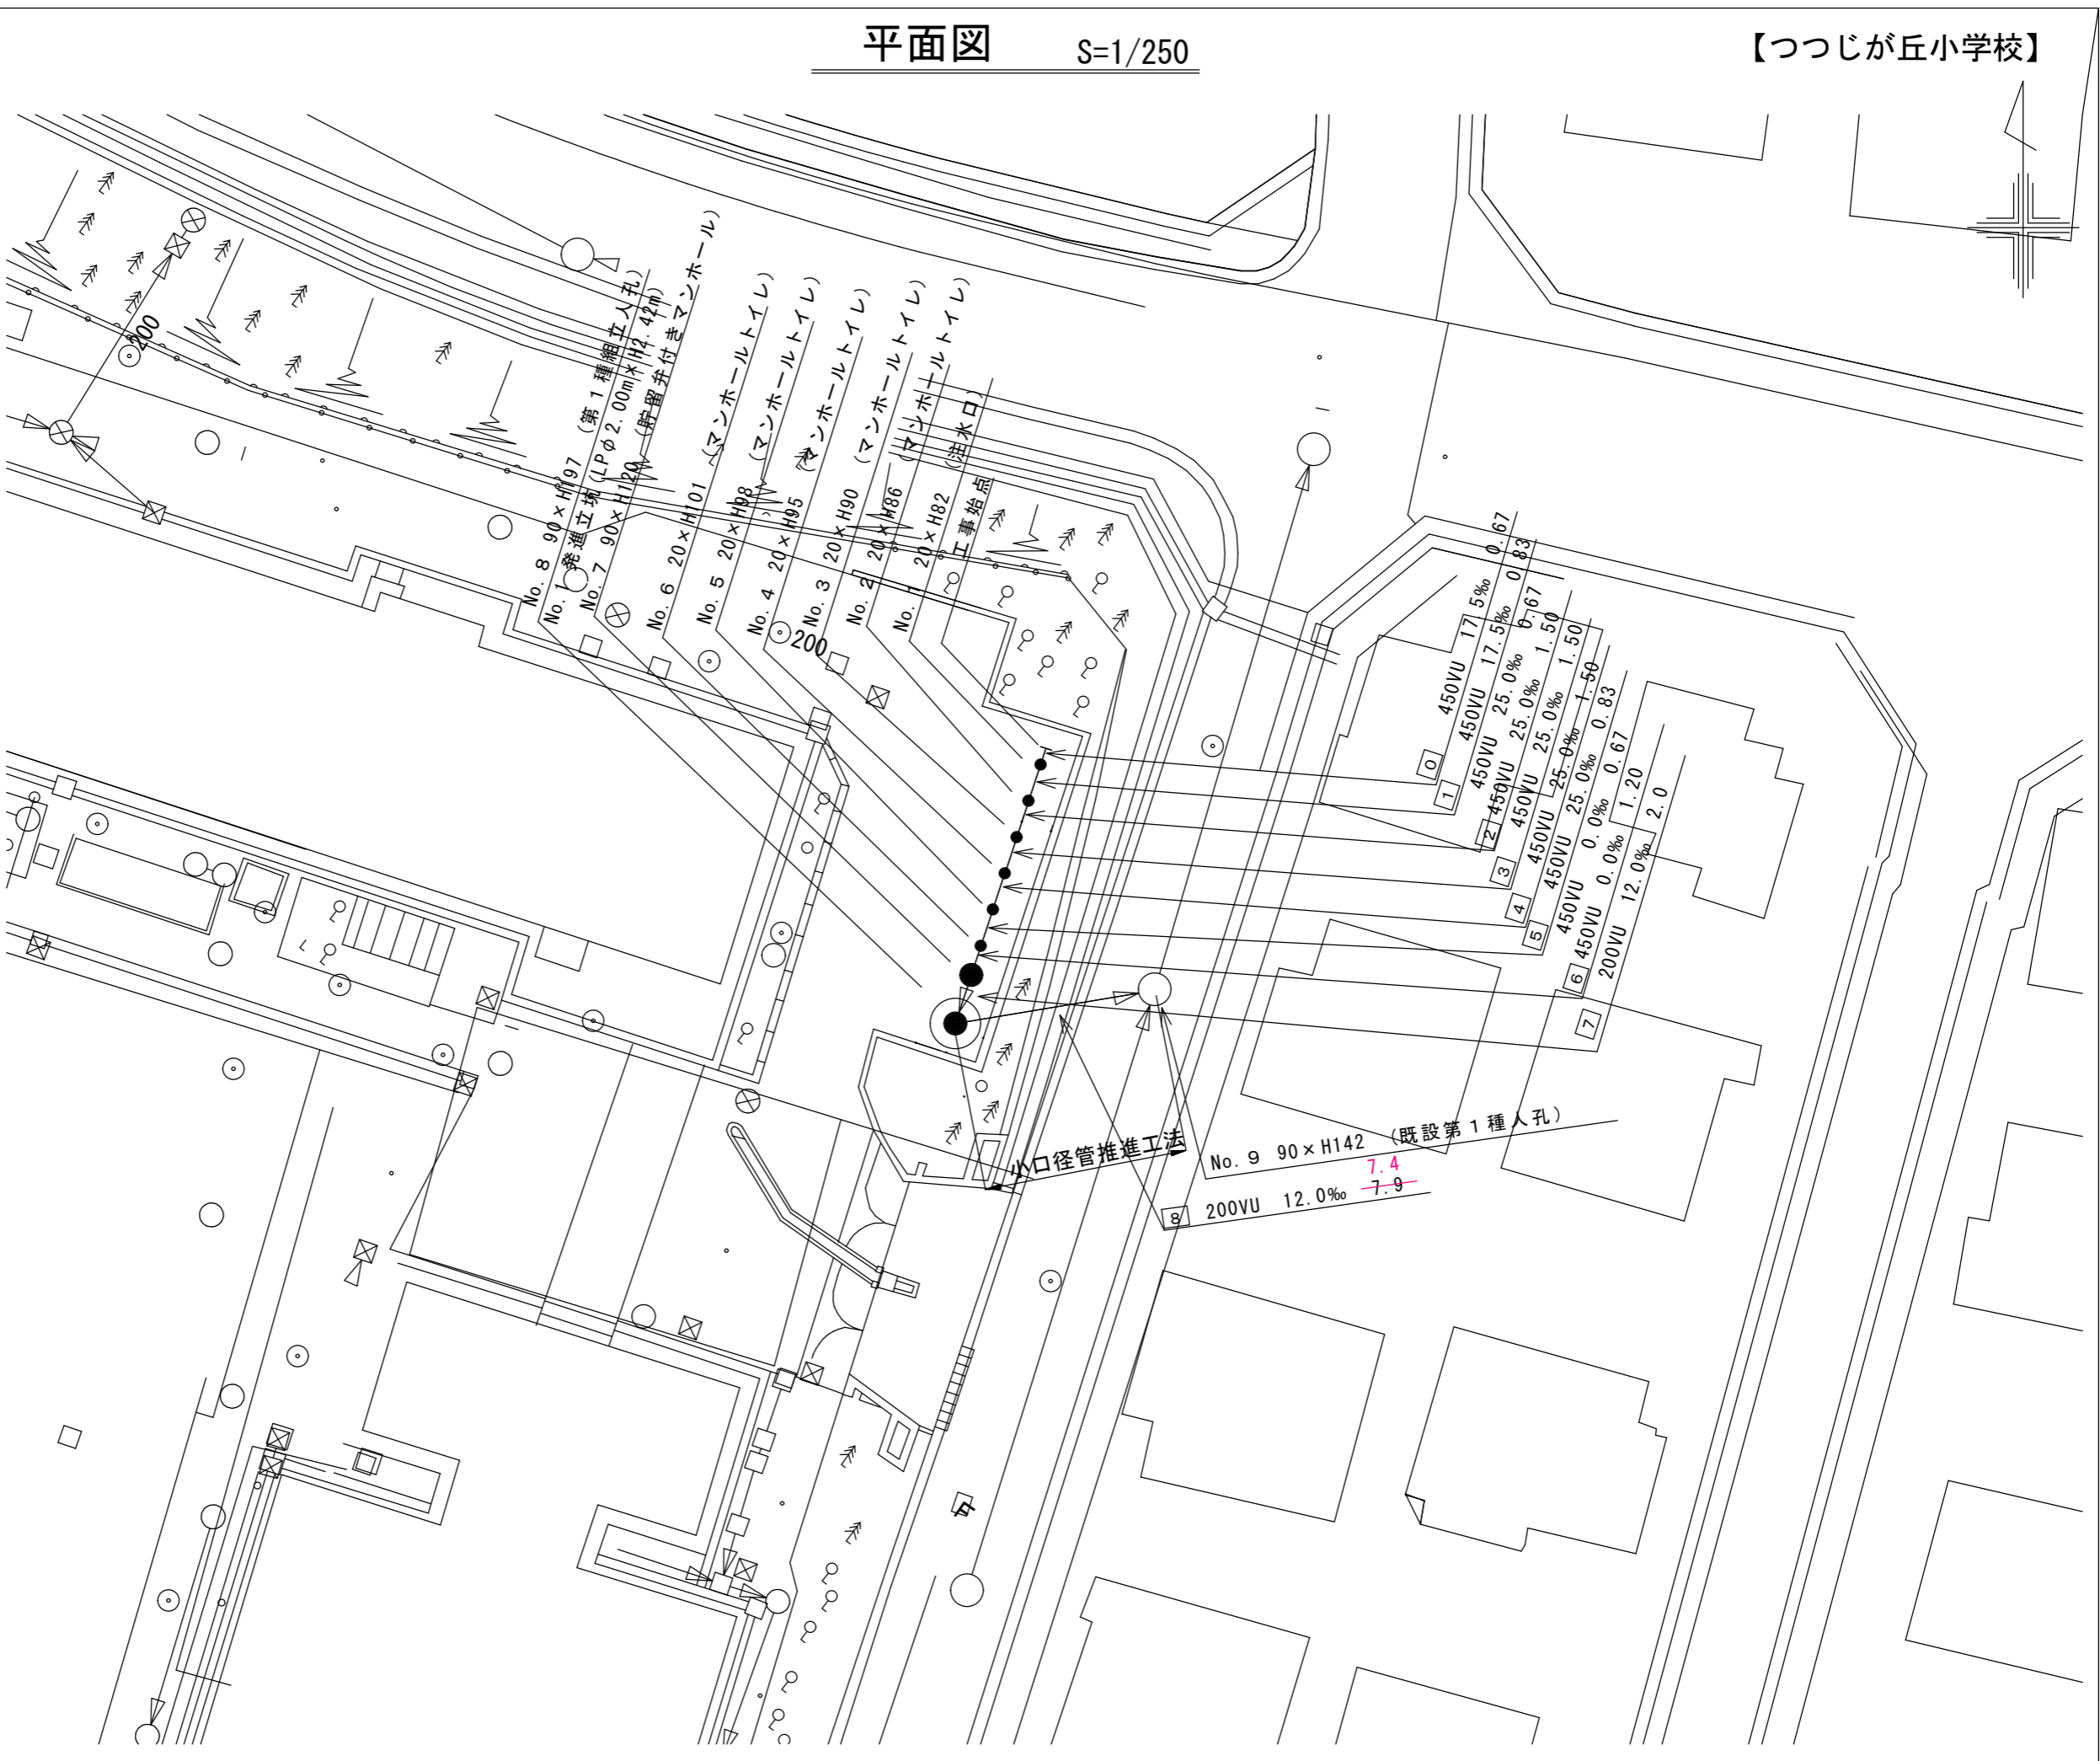 平面図 S=1/250
【つつじが丘小学校】
200
No. 8 90×H197 (第1種組立人孔)
No. 1 発進立坑(LPφ2.00m×H2.42m)
No. 7 90×H120 (貯留弁付きマンホール)
No. 6 20×H101 (マンホールトイレ)
No. 5 20×H98 (マンホールトイレ)
No. 4 20×H95 (マンホールトイレ)
No. 3 20×H90 (マンホールトイレ)
No. 2 20×H86 (マンホールトイレ)
No. 1 20×H82 (注水口)
工事始点
200
0 450VU 17.5‰ 0.67
1 450VU 17.5‰ 0.83
2 450VU 25.0‰ 0.67
3 450VU 25.0‰ 1.50
4 450VU 25.0‰ 1.50
5 450VU 25.0‰ 1.50
450VU 25.0‰ 0.83
6 450VU 0.0‰ 0.67
450VU 0.0‰ 1.20
7 200VU 12.0‰ 2.0
小口径管推進工法
No. 9 90×H142 (既設第1種人孔)
7.4
8 200VU 12.0‰ 7.9